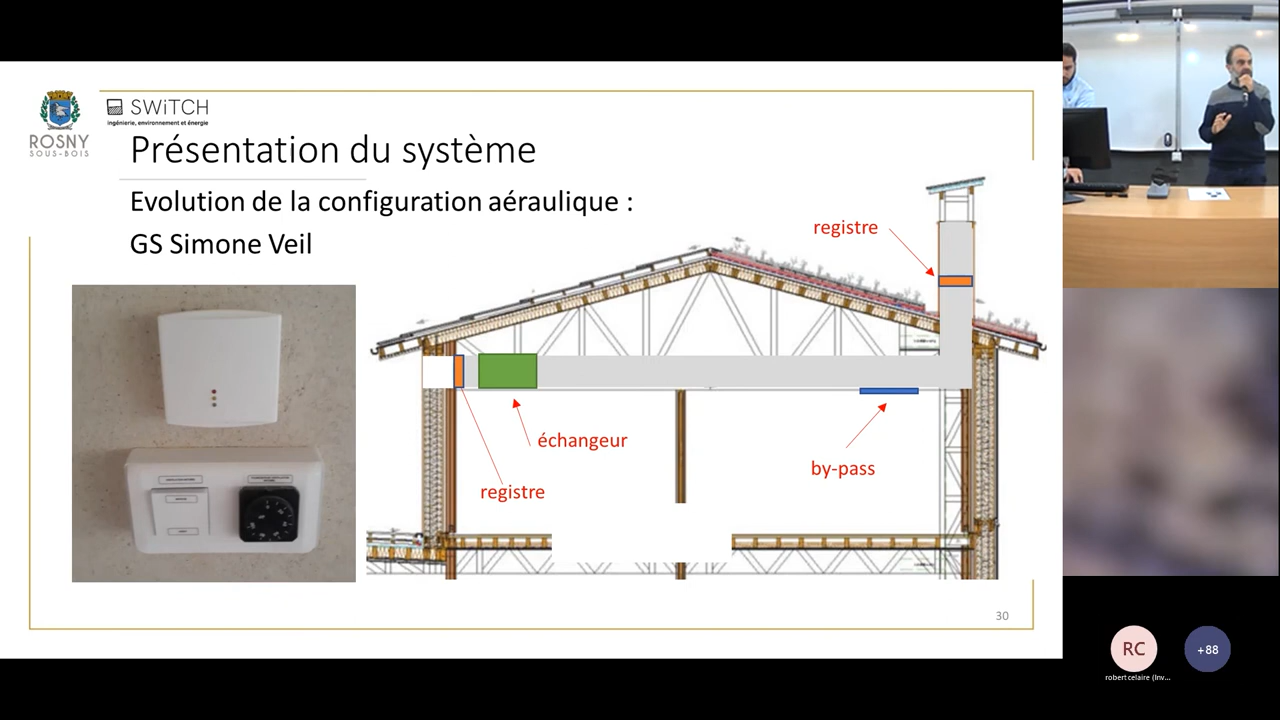 ROSNY
SOUS-BOIS
SWiTCH
ingénierie, environnement et énergie
Présentation du système
Evolution de la configuration aéraulique :
GS Simone Veil
registre
échangeur
by-pass
registre
30
RC
+88
robert celaire (Inv...